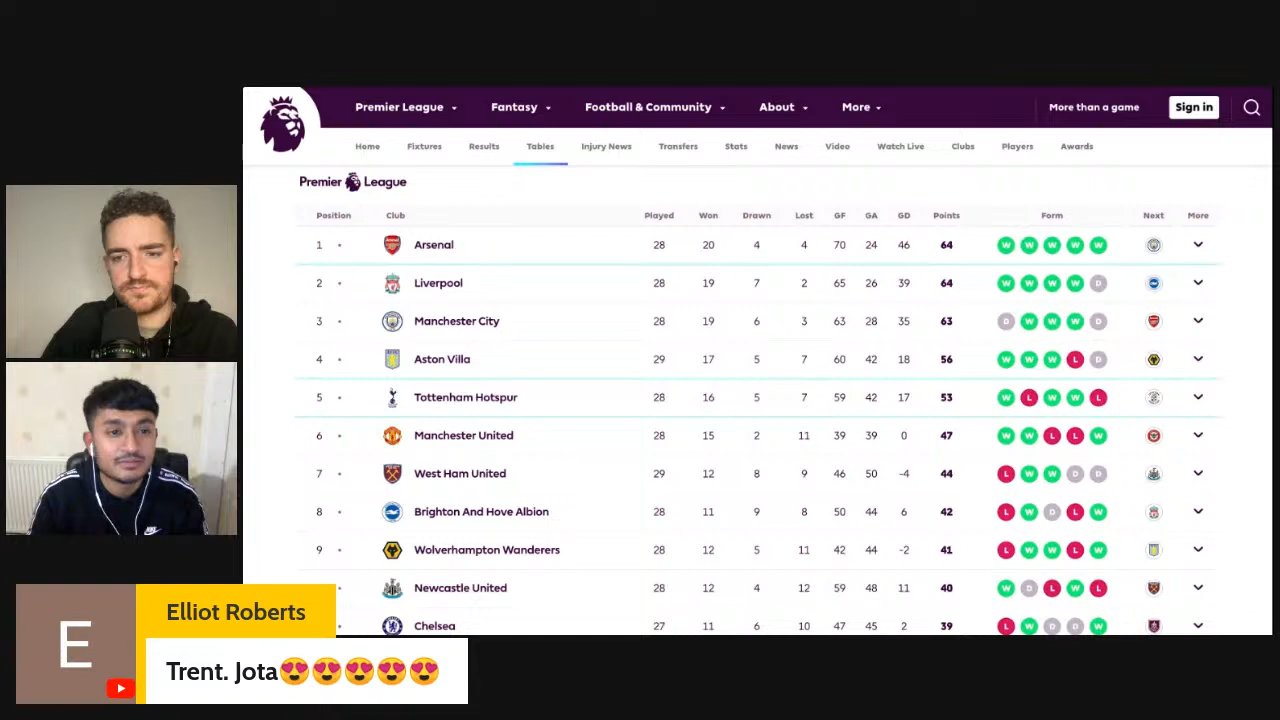 Premier League Fantasy Football & Community About More More than a game Sign in
Home Fixtures Results Tables Injury News Transfers Stats News Video Watch Live Clubs Players Awards
Premier League
Position Club Played Won Drawn Lost GF GA GD Points Form Next More
1 Arsenal 28 20 4 4 70 24 46 64 W W W W W
2 Liverpool 28 19 7 2 65 26 39 64 W W W W D
3 Manchester City 28 19 6 3 63 28 35 63 D W W W D
4 Aston Villa 29 17 5 7 60 42 18 56 W W W L D
5 Tottenham Hotspur 28 16 5 7 59 42 17 53 W L W W L
6 Manchester United 28 15 2 11 39 39 0 47 W W L L W
7 West Ham United 29 12 8 9 46 50 -4 44 L W W D D
8 Brighton And Hove Albion 28 11 9 8 50 44 6 42 L W D L W
9 Wolverhampton Wanderers 28 12 5 11 42 44 -2 41 L W W L W
Newcastle United 28 12 4 12 59 48 11 40 W D L W L
Chelsea 27 11 6 10 47 45 2 39 L W D D W
E
Elliot Roberts
Trent. Jota😍😍😍😍😍